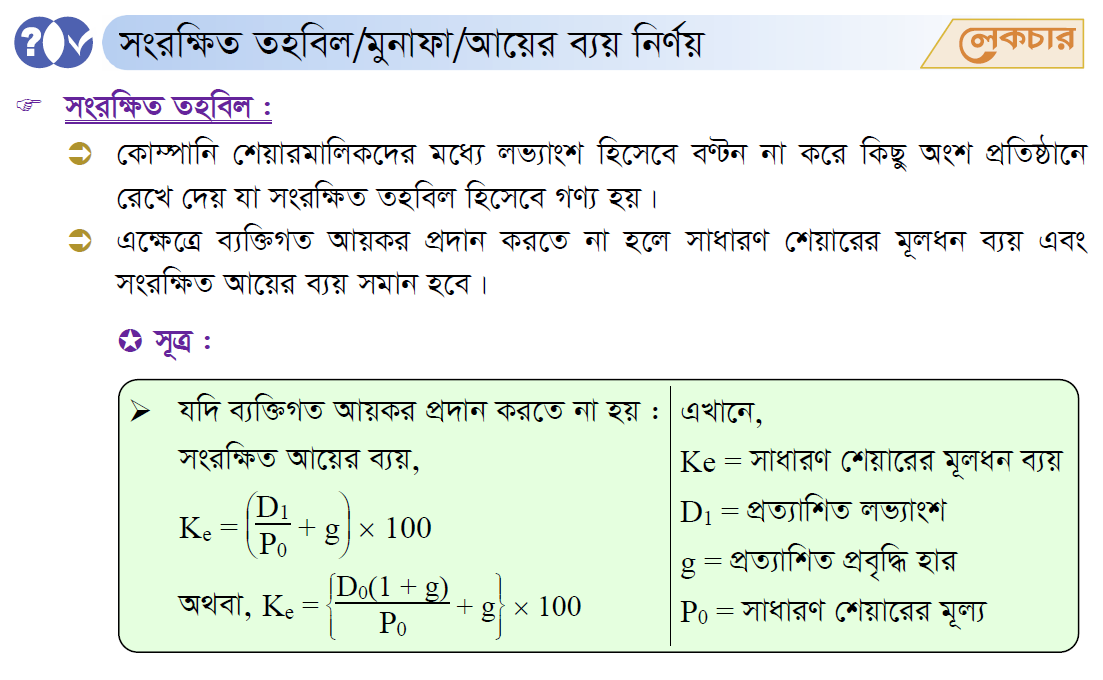 সংরক্ষিত তহবিল/মুনাফা/আয়ের ব্যয় নির্ণয়
লেকচার
সংরক্ষিত তহবিল :
কোম্পানি শেয়ারমালিকদের মধ্যে লভ্যাংশ হিসেবে বণ্টন না করে কিছু অংশ প্রতিষ্ঠানে
রেখে দেয় যা সংরক্ষিত তহবিল হিসেবে গণ্য হয়।
এক্ষেত্রে ব্যক্তিগত আয়কর প্রদান করতে না হলে সাধারণ শেয়ারের মূলধন ব্যয় এবং
সংরক্ষিত আয়ের ব্যয় সমান হবে।
✪ সূত্র :
➢ যদি ব্যক্তিগত আয়কর প্রদান করতে না হয় :
সংরক্ষিত আয়ের ব্যয়,
Kₑ = (D₁/P₀ + g) × 100
অথবা, Kₑ = {D₀(1 + g)/P₀ + g} × 100
এখানে,
Ke = সাধারণ শেয়ারের মূলধন ব্যয়
D₁ = প্রত্যাশিত লভ্যাংশ
g = প্রত্যাশিত প্রবৃদ্ধি হার
P₀ = সাধারণ শেয়ারের মূল্য